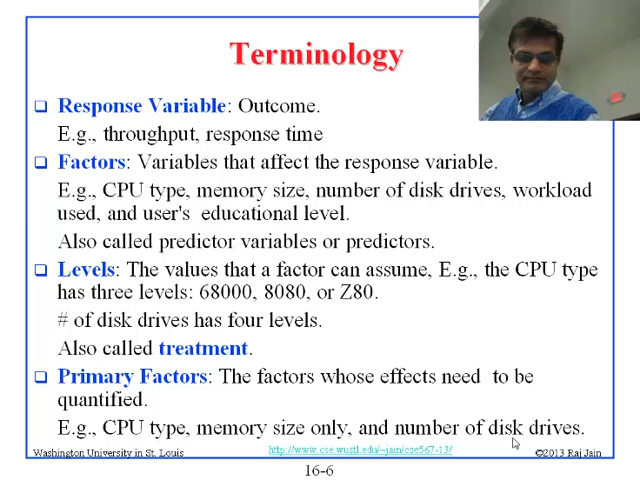 Terminology
Response Variable: Outcome.
E.g., throughput, response time
Factors: Variables that affect the response variable.
E.g., CPU type, memory size, number of disk drives, workload
used, and user's educational level.
Also called predictor variables or predictors.
Levels: The values that a factor can assume, E.g., the CPU type
has three levels: 68000, 8080, or Z80.
# of disk drives has four levels.
Also called treatment.
Primary Factors: The factors whose effects need to be
quantified.
E.g., CPU type, memory size only, and number of disk drives.
Washington University in St. Louis
http://www.cse.wustl.edu/~jain/cse567-13/
©2013 Raj Jain
16-6